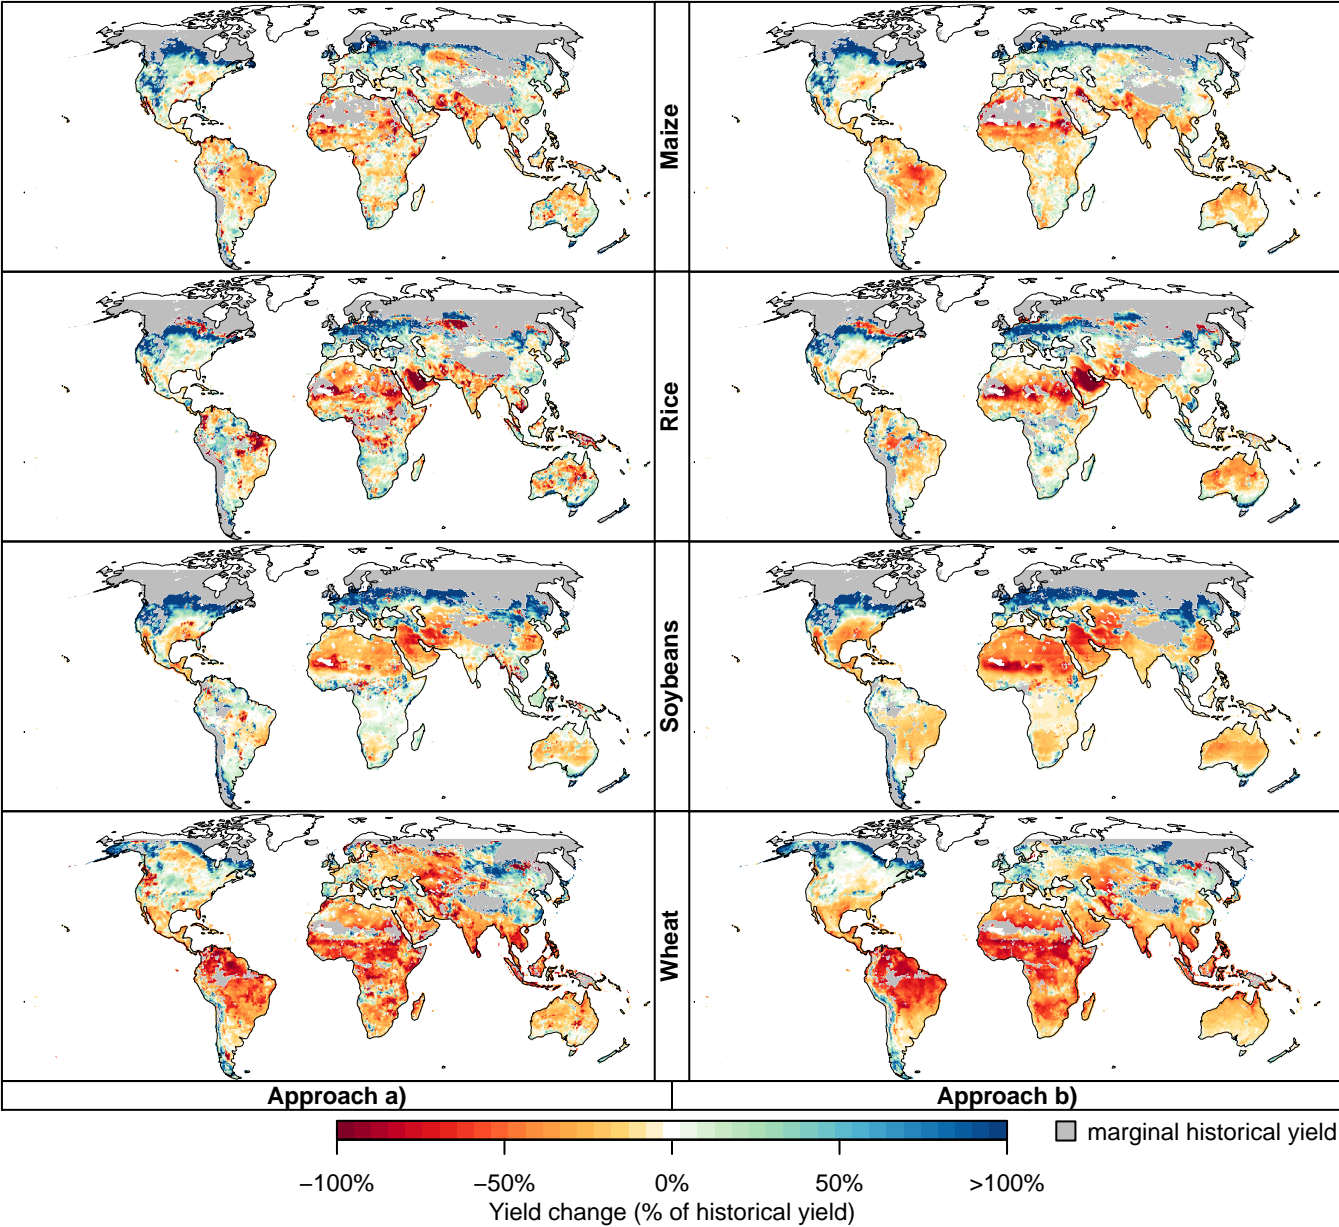 Maize
Rice
Soybeans
Wheat
Approach a)
Approach b)
marginal historical yield
−100%
−50%
0%
50%
>100%
Yield change (% of historical yield)